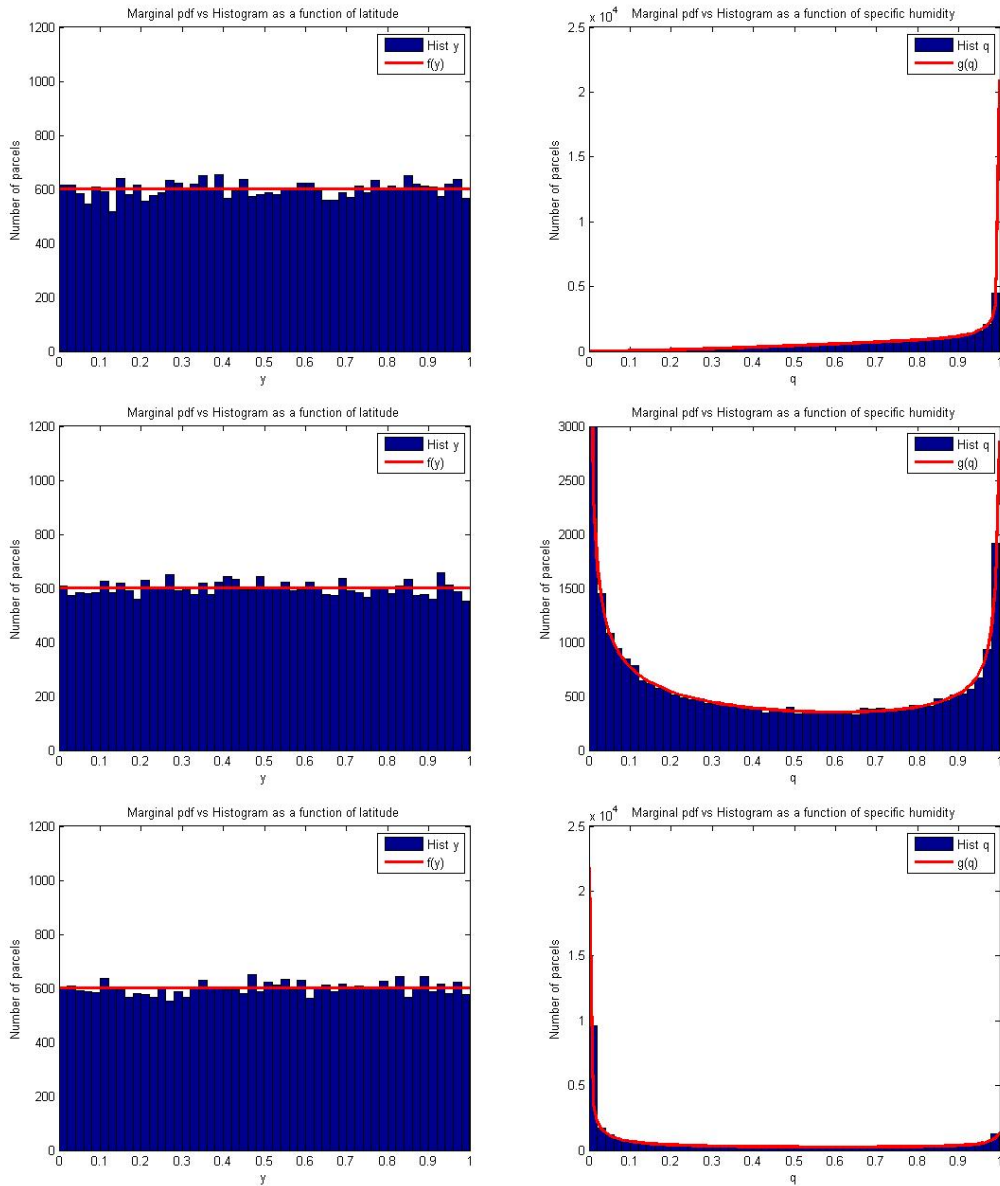 Marginal pdf vs Histogram as a function of latitude
1200
1000
800
600
400
200
0
Number of parcels
Hist y
f(y)
0 0.1 0.2 0.3 0.4 0.5 0.6 0.7 0.8 0.9 1
y
Marginal pdf vs Histogram as a function of specific humidity
x 10^4
2.5
2
1.5
1
0.5
0
Number of parcels
Hist q
g(q)
0 0.1 0.2 0.3 0.4 0.5 0.6 0.7 0.8 0.9 1
q
Marginal pdf vs Histogram as a function of latitude
1200
1000
800
600
400
200
0
Number of parcels
Hist y
f(y)
0 0.1 0.2 0.3 0.4 0.5 0.6 0.7 0.8 0.9 1
y
Marginal pdf vs Histogram as a function of specific humidity
3000
2500
2000
1500
1000
500
0
Number of parcels
Hist q
g(q)
0 0.1 0.2 0.3 0.4 0.5 0.6 0.7 0.8 0.9 1
q
Marginal pdf vs Histogram as a function of latitude
1200
1000
800
600
400
200
0
Number of parcels
Hist y
f(y)
0 0.1 0.2 0.3 0.4 0.5 0.6 0.7 0.8 0.9 1
y
Marginal pdf vs Histogram as a function of specific humidity
x 10^4
2.5
2
1.5
1
0.5
0
Number of parcels
Hist q
g(q)
0 0.1 0.2 0.3 0.4 0.5 0.6 0.7 0.8 0.9 1
q